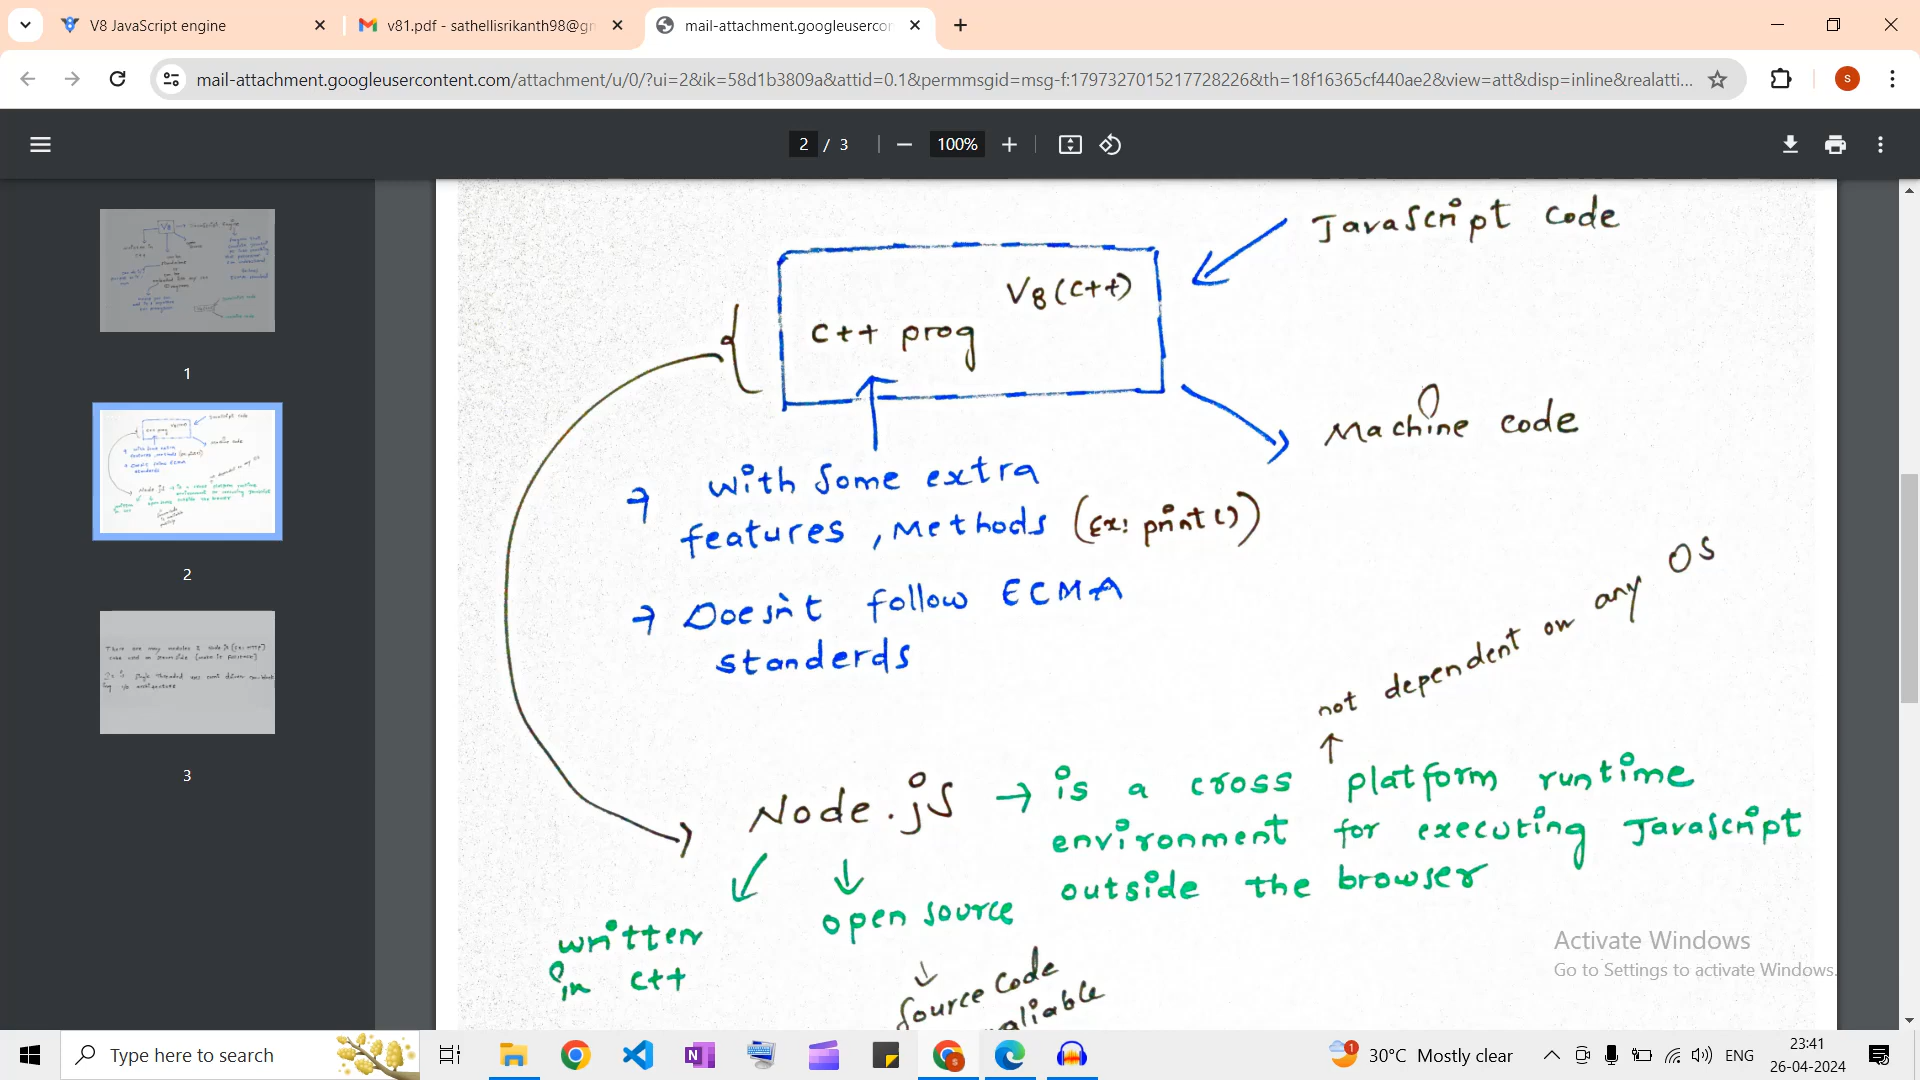 V8 JavaScript engine
v81.pdf - sathellisrikanth98@gm
mail-attachment.googleusercon
mail-attachment.googleusercontent.com/attachment/u/0/?ui=2&ik=58d1b3809a&attid=0.1&permmsgid=msg-f:1797327015217728226&th=18f16365cf440ae2&view=att&disp=inline&realatti...
S
2 / 3
100%
JavaScript code
V8(C++)
C++ prog
Machine code
with Some extra
features, Methods (Ex: print())
Doesn't follow ECMA
standerds
not dependent on any OS
Node.js → is a cross platform runtime
environment for executing JavaScript
outside the browser
open source
written
in C++
Source code
1
2
3
Activate Windows
Go to Settings to activate Windows.
Type here to search
1
30°C Mostly clear
ENG
23:41
26-04-2024